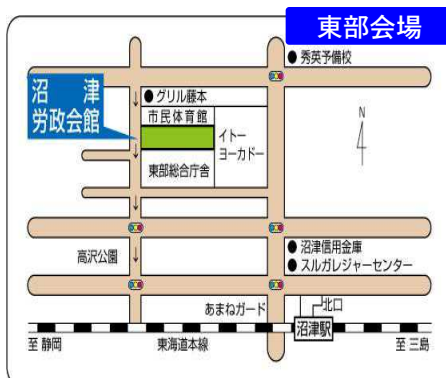 東部会場
秀英予備校
沼津
労政会館
グリル藤本
市民体育館
イトー
ヨーカドー
N
東部総合庁舎
高沢公園
沼津信用金庫
スルガレジャーセンター
あまねガード
北口
沼津駅
至 静岡
東海道本線
至 三島